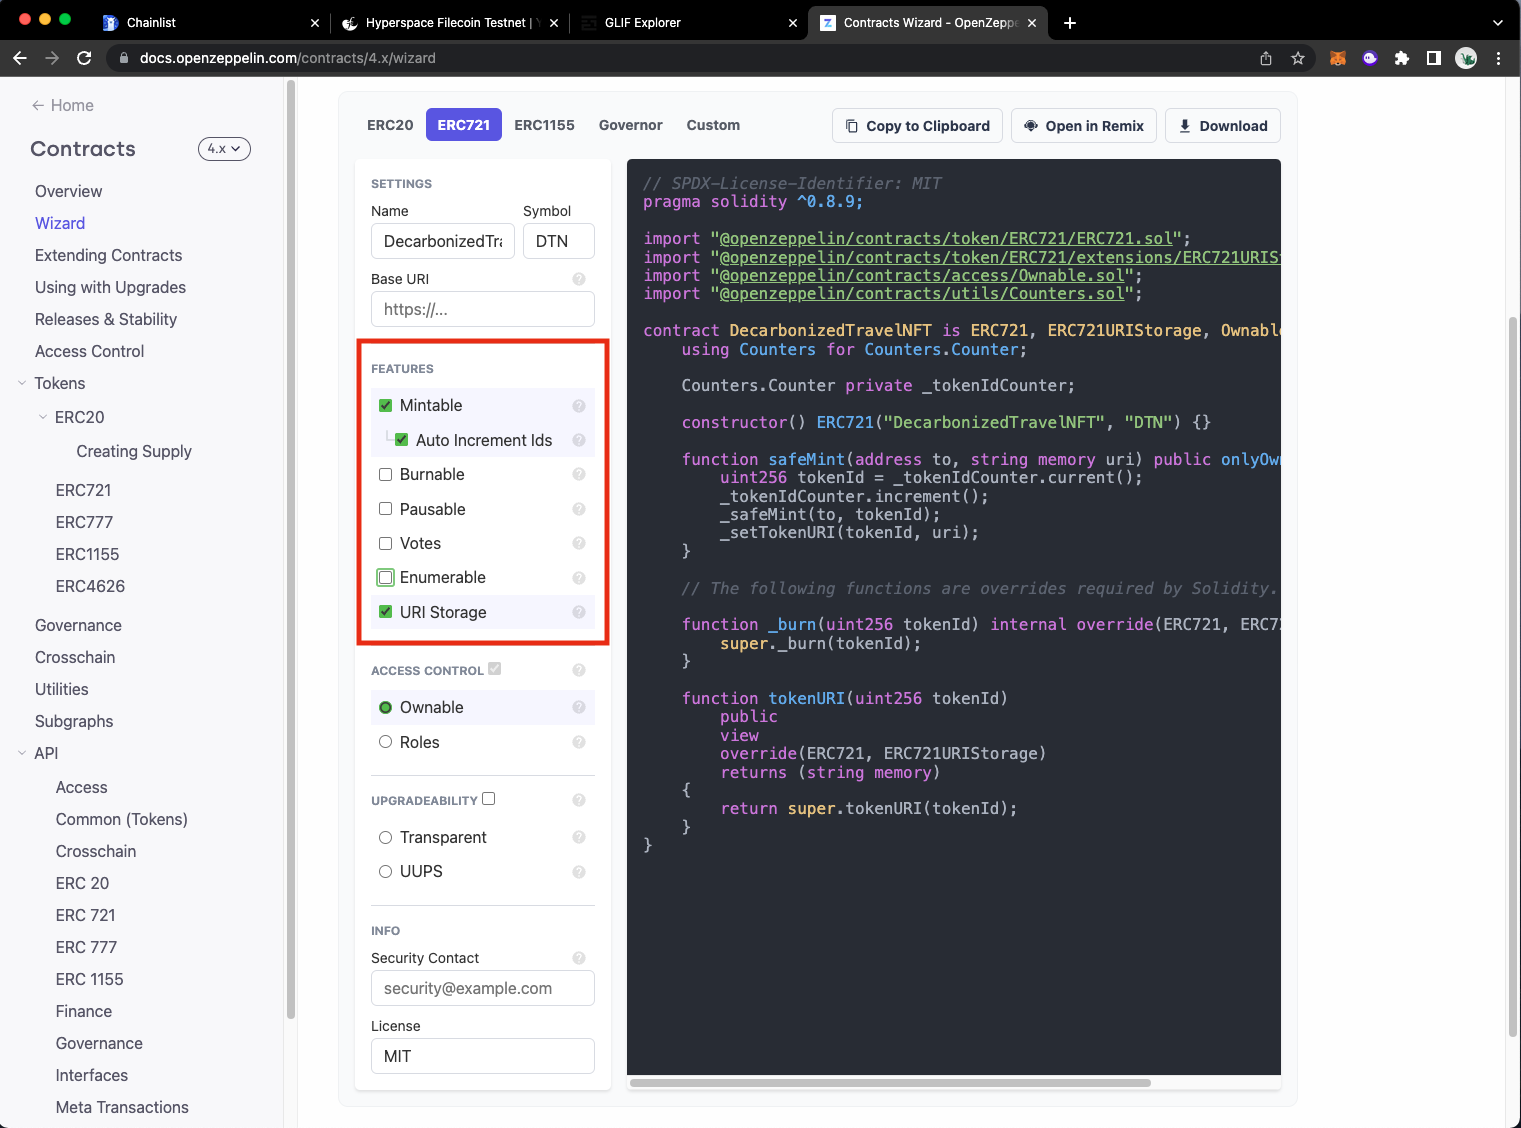 Chainlist
Hyperspace Filecoin Testnet |
GLIF Explorer
Contracts Wizard - OpenZeppe
docs.openzeppelin.com/contracts/4.x/wizard
← Home
Contracts
4.x
Overview
Wizard
Extending Contracts
Using with Upgrades
Releases & Stability
Access Control
Tokens
ERC20
Creating Supply
ERC721
ERC777
ERC1155
ERC4626
Governance
Crosschain
Utilities
Subgraphs
API
Access
Common (Tokens)
Crosschain
ERC 20
ERC 721
ERC 777
ERC 1155
Finance
Governance
Interfaces
Meta Transactions
ERC20 ERC721 ERC1155 Governor Custom
Copy to Clipboard
Open in Remix
Download
SETTINGS
Name Symbol
DecarbonizedTra DTN
Base URI ?
https://...
FEATURES
Mintable ?
Auto Increment Ids ?
Burnable ?
Pausable ?
Votes ?
Enumerable ?
URI Storage ?
ACCESS CONTROL ?
Ownable ?
Roles ?
UPGRADEABILITY ?
Transparent ?
UUPS ?
INFO
Security Contact ?
security@example.com
License
MIT
// SPDX-License-Identifier: MIT
pragma solidity ^0.8.9;
import "@openzeppelin/contracts/token/ERC721/ERC721.sol";
import "@openzeppelin/contracts/token/ERC721/extensions/ERC721URIS
import "@openzeppelin/contracts/access/Ownable.sol";
import "@openzeppelin/contracts/utils/Counters.sol";
contract DecarbonizedTravelNFT is ERC721, ERC721URIStorage, Ownable
using Counters for Counters.Counter;
Counters.Counter private _tokenIdCounter;
constructor() ERC721("DecarbonizedTravelNFT", "DTN") {}
function safeMint(address to, string memory uri) public onlyOwn
uint256 tokenId = _tokenIdCounter.current();
_tokenIdCounter.increment();
_safeMint(to, tokenId);
_setTokenURI(tokenId, uri);
}
// The following functions are overrides required by Solidity.
function _burn(uint256 tokenId) internal override(ERC721, ERC72
super._burn(tokenId);
}
function tokenURI(uint256 tokenId)
public
view
override(ERC721, ERC721URIStorage)
returns (string memory)
{
return super.tokenURI(tokenId);
}
}